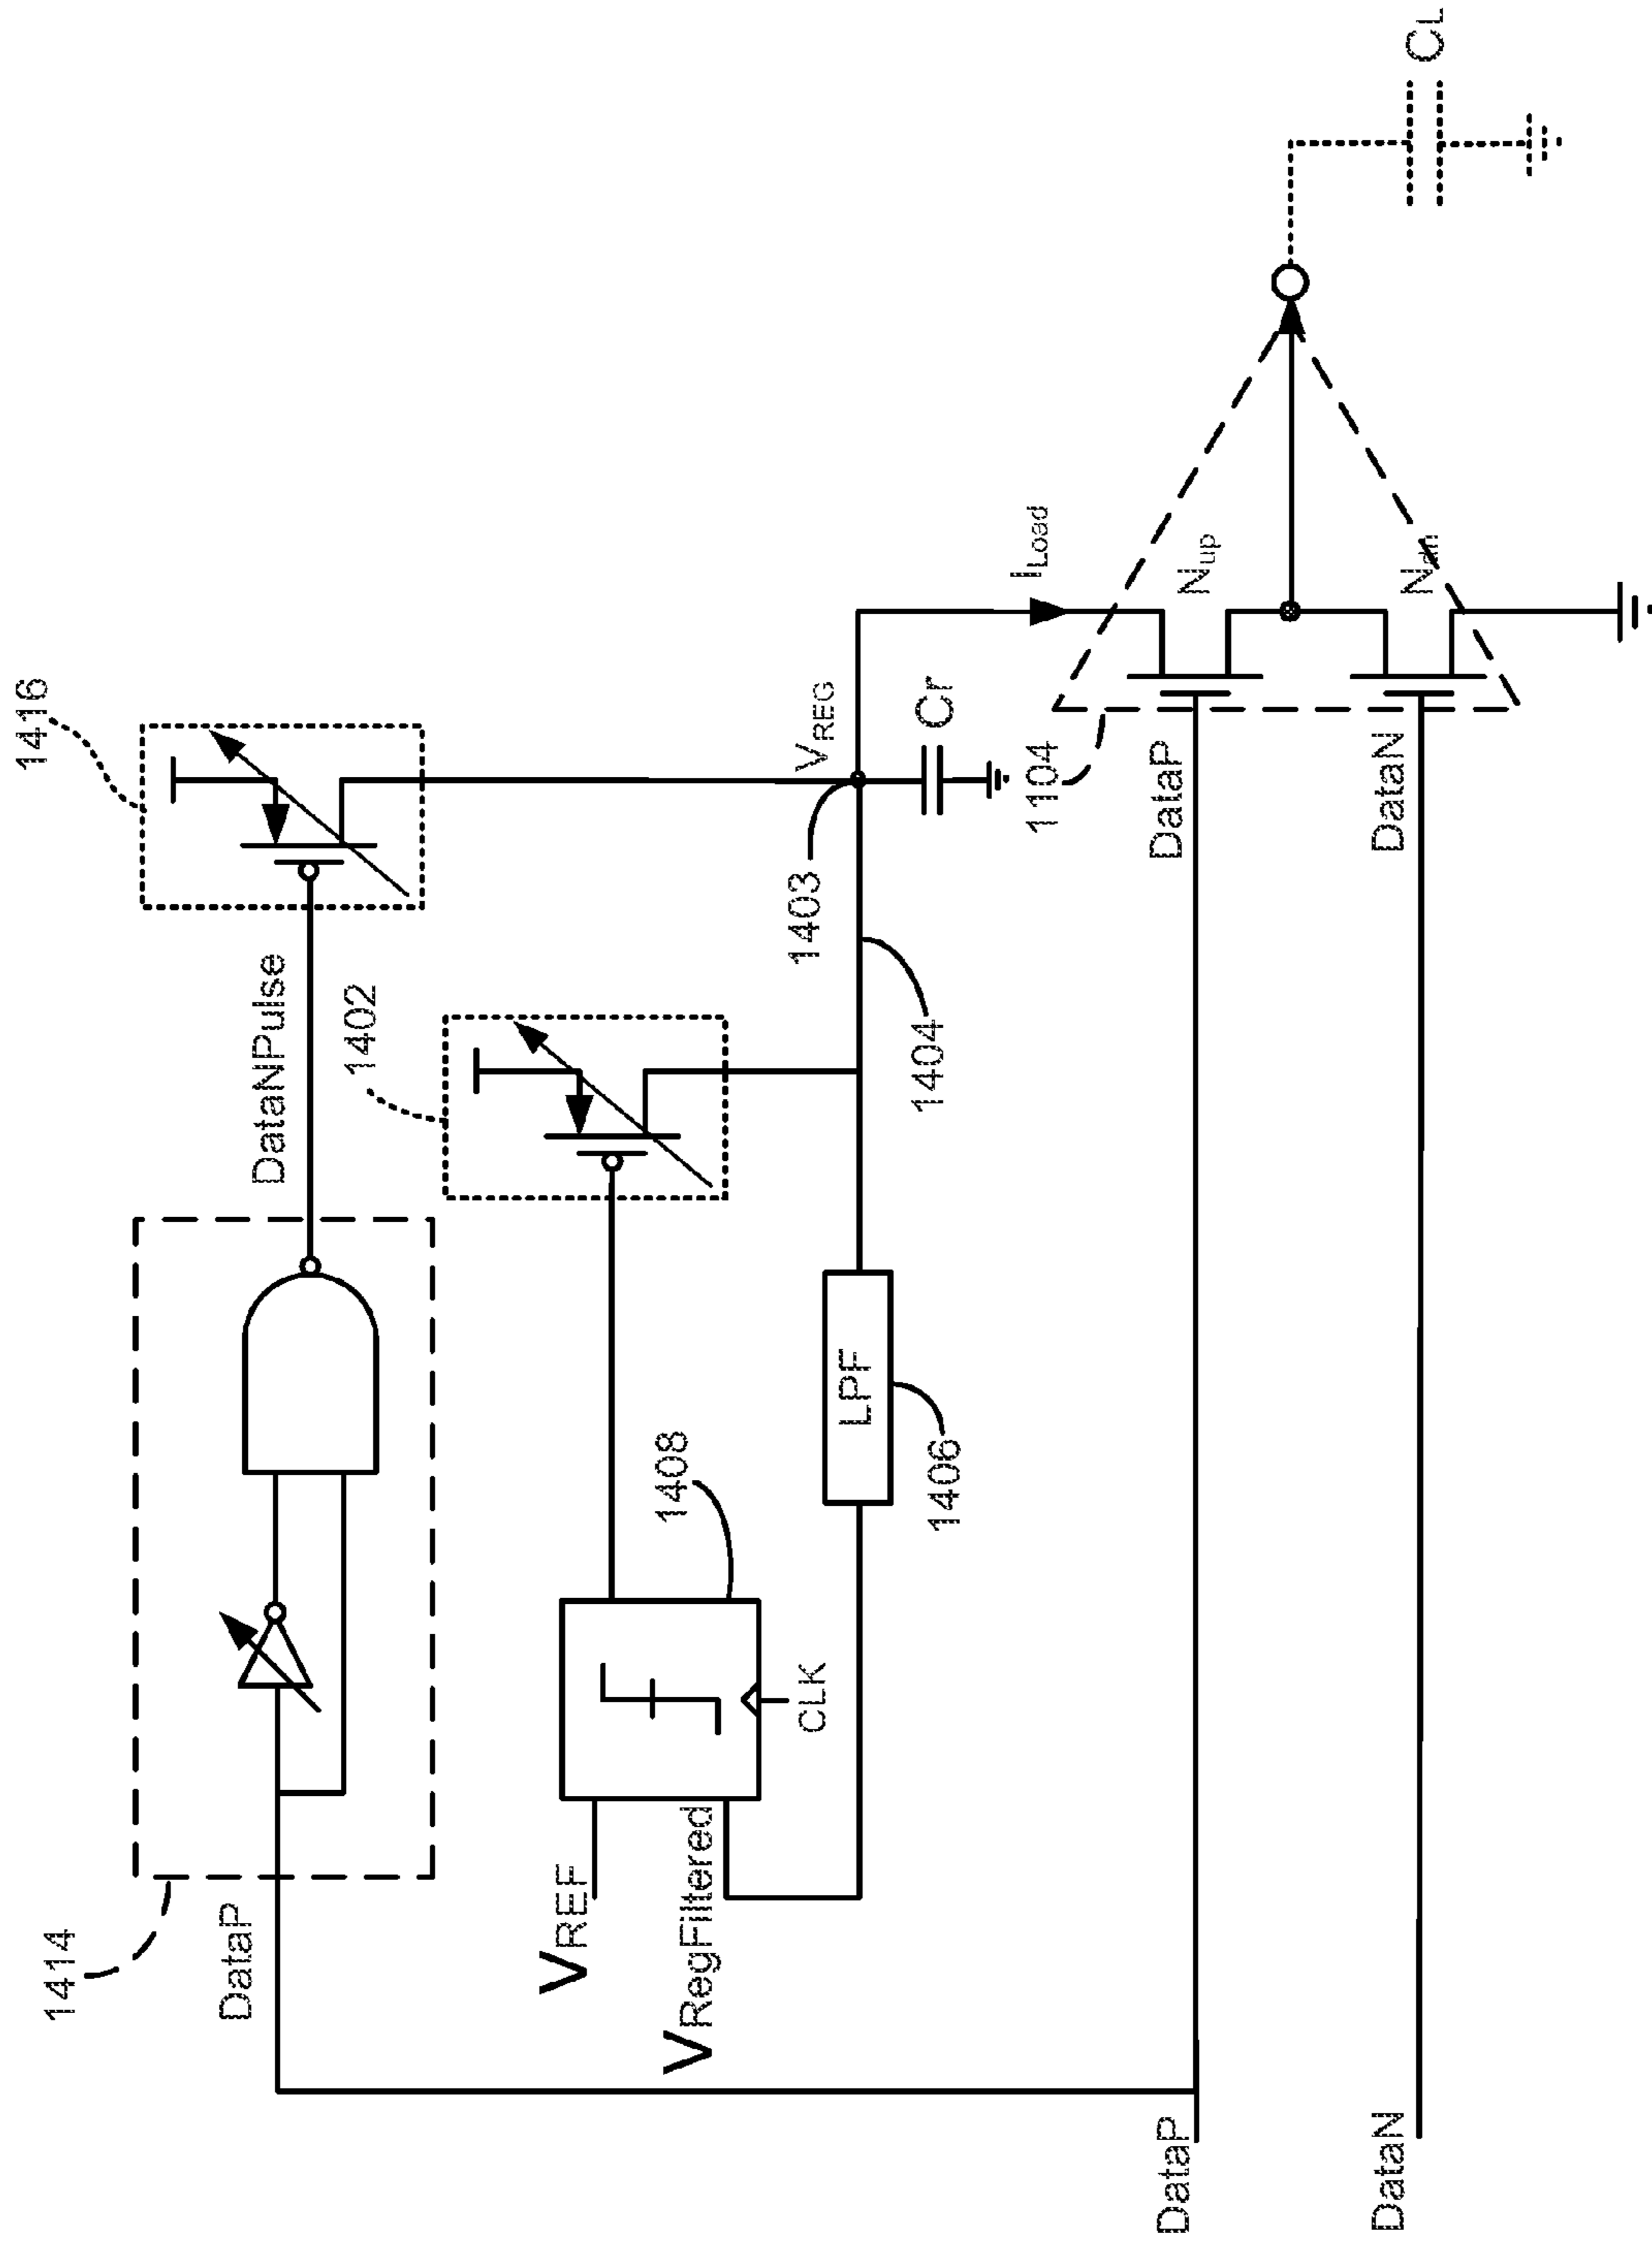 1414
DataP
DataNPulse
1416
1402
VREF
VRegFiltered
CLK
1408
LPF
1406
1404
1403
VREG
Cr
ILoad
1104
DataP
DataP
Nup
DataN
DataN
Ndn
CL